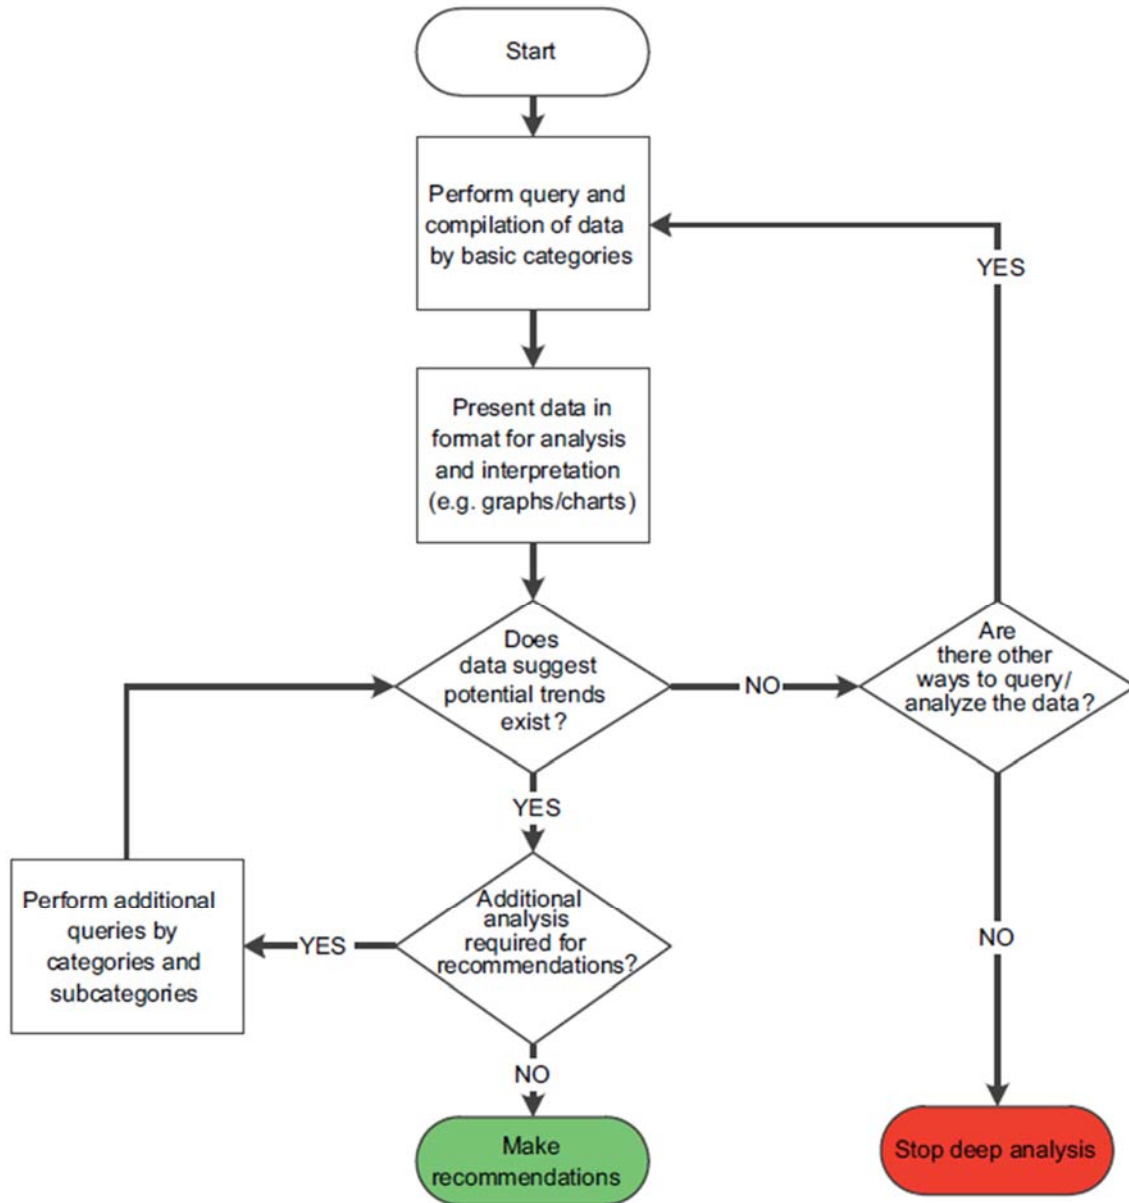 Start
Perform query and
compilation of data
by basic categories
YES
Present data in
format for analysis
and interpretation
(e.g. graphs/charts)
Does
data suggest
potential trends
exist?
NO
Are
there other
ways to query/
analyze the data?
YES
Perform additional
queries by
categories and
subcategories
YES
Additional
analysis
required for
recommendations?
NO
NO
Make
recommendations
Stop deep analysis